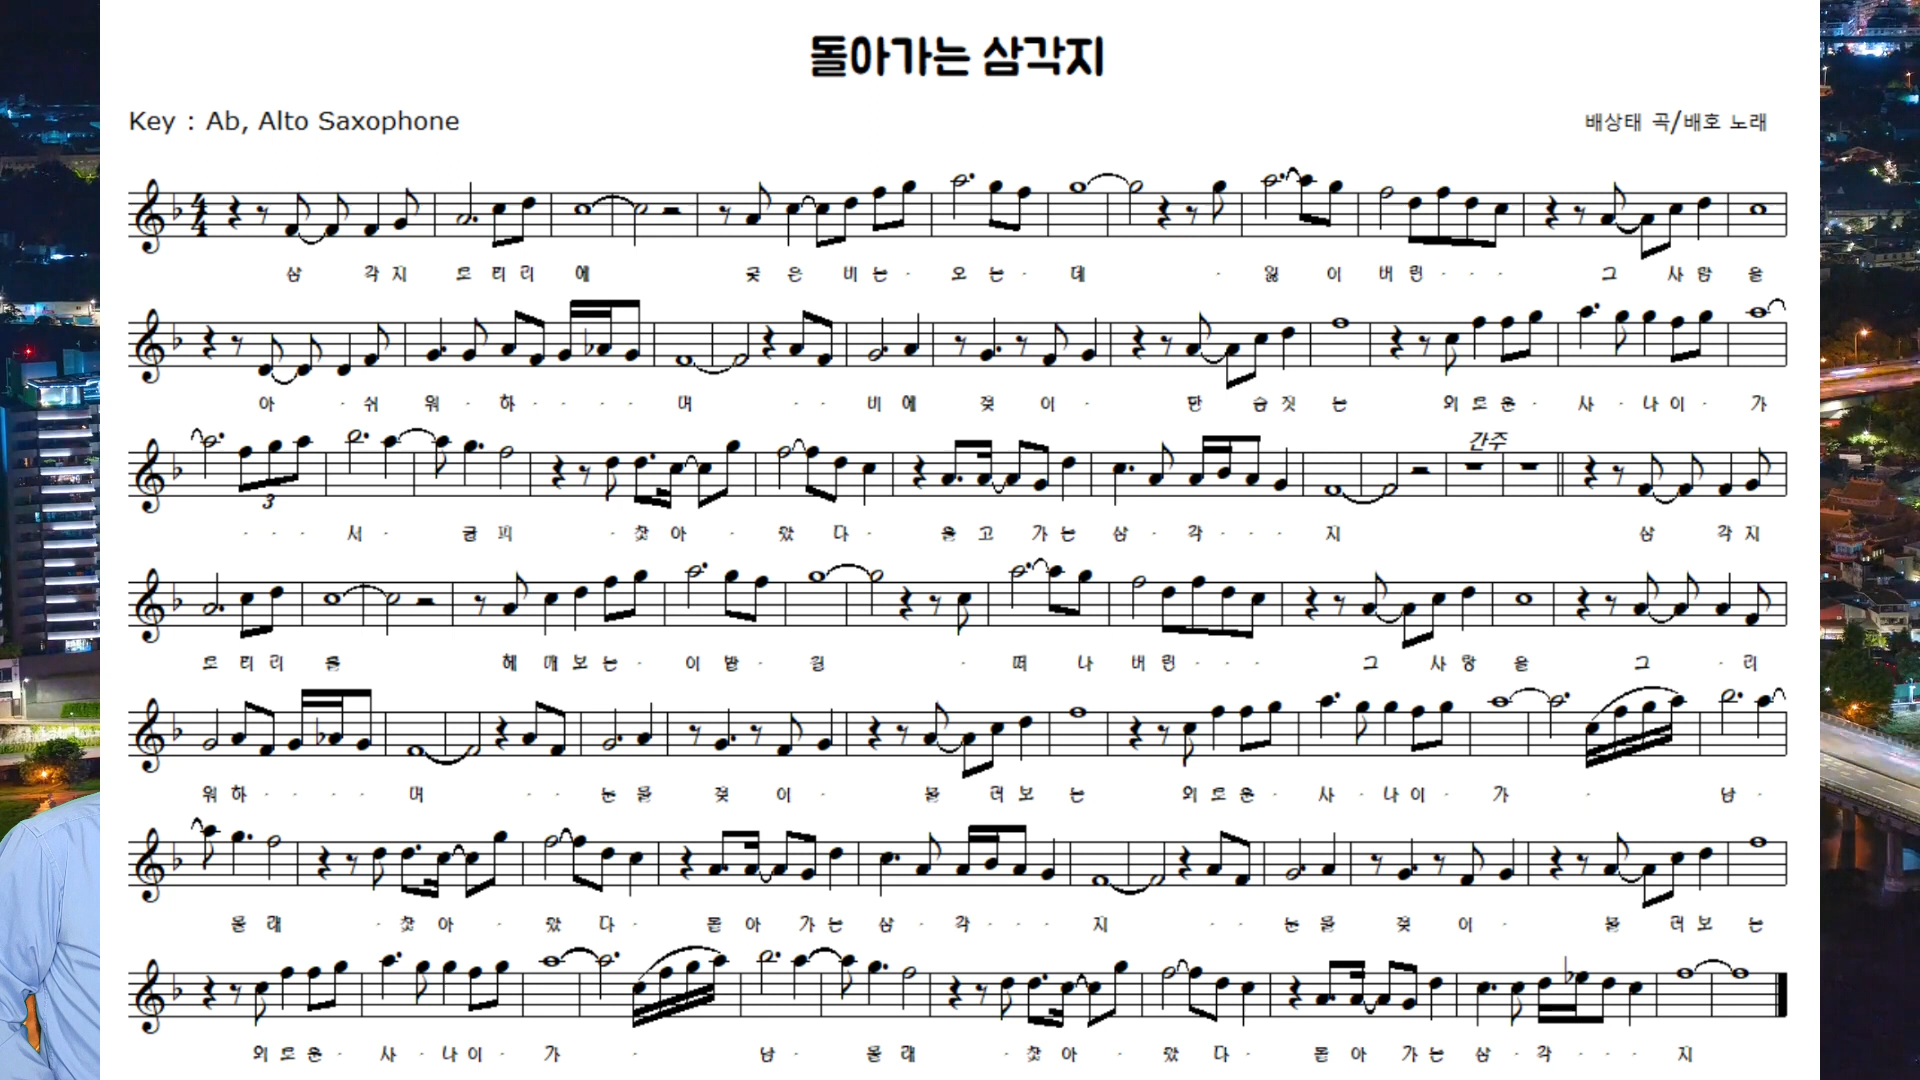 돌아가는 삼각지
Key : Ab, Alto Saxophone
배상태 곡/배호 노래
삼 각 지 로 터 리 에 궂 은 비 는 · 오 는 · 데 · 잃 이 버 린 · · · 그 사 랑 을
아 · 쉬 워 · 하 · · · 며 · · 비 에 젖 이 · 한 숨 짓 는 외 로 운 · 사 · 나 이 · 가
3
간주
· · · 서 · 글 피 · 찾 아 · 왔 다 · 울 고 가 는 삼 · 각 · · · 지 삼 각 지
로 터 리 를 헤 매 보 는 · 이 발 · 길 · 떠 나 버 린 · · · 그 사 랑 을 그 · 리
워 하 · · · · 며 · · 눈 물 젖 이 · 불 러 보 는 외 로 운 · 사 · 나 이 · 가 · 남 ·
몰 래 · 찾 아 · 왔 다 · 돌 아 가 는 삼 · 각 · · · 지 · · 눈 물 젖 이 · 불 러 보 는
외 로 운 · 사 · 나 이 · 가 · 남 · 몰 래 · 찾 아 · 왔 다 · 돌 아 가 는 삼 · 각 · · · 지